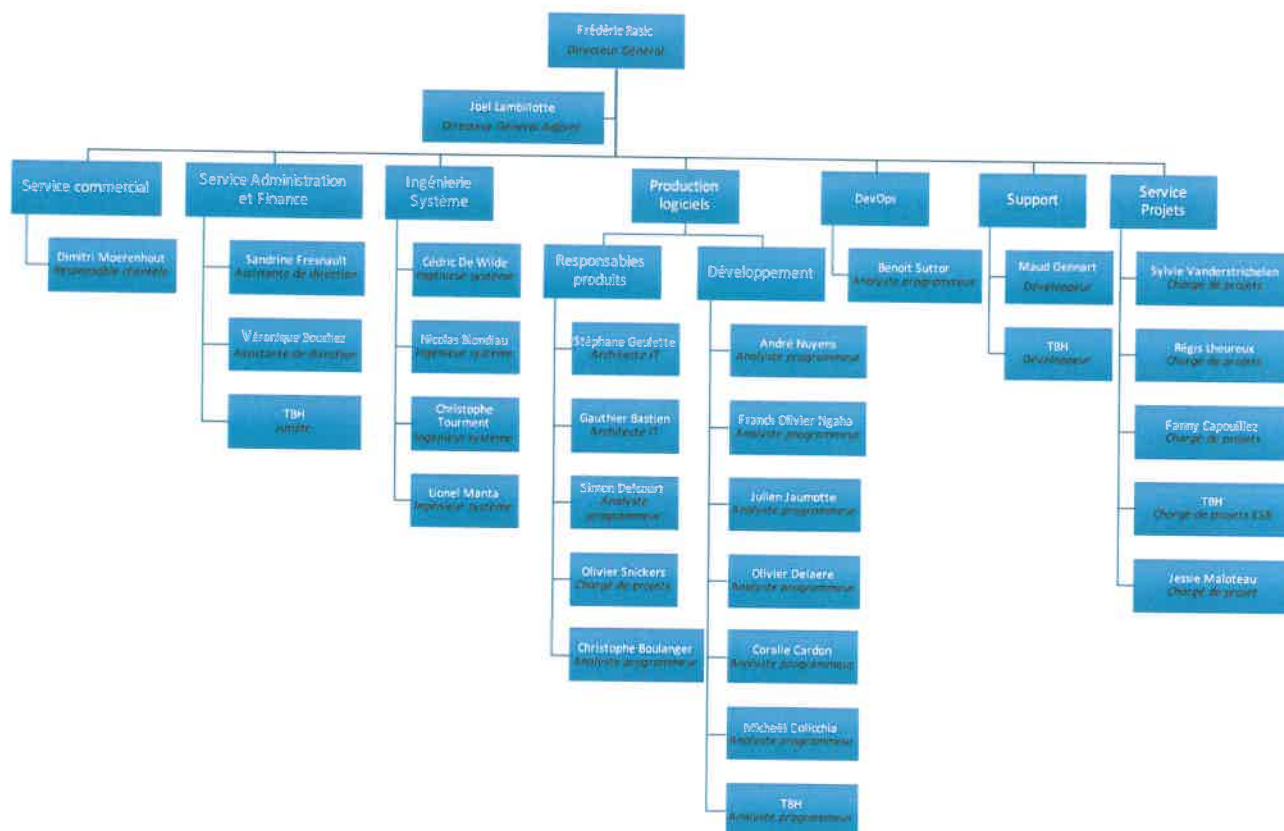 Frédéric Rasic
Directeur Général
Joël Lambillotte
Directeur Général Adjoint
Service commercial
Dimitri Moerenhout
Responsable clientèle
Service Administration
et Finance
Sandrine Fresnault
Assistante de direction
Véronique Bouchez
Assistante de direction
TBH
Juriste
Ingénierie
Système
Cédric De Wilde
Ingénieur système
Nicolas Blondiau
Ingénieur système
Christophe
Tourment
Ingénieur système
Lionel Manta
Ingénieur système
Production
logiciels
Responsables
produits
Stéphane Geulette
Architecte IT
Gauthier Bastien
Architecte IT
Simon Delcourt
Analyste
programmeur
Olivier Snickers
Chargé de projets
Christophe Boulanger
Analyste programmeur
Développement
André Nuyens
Analyste programmeur
Franck Olivier Ngaha
Analyste programmeur
Julien Jaumotte
Analyste programmeur
Olivier Delaere
Analyste programmeur
Coralie Cardon
Analyste programmeur
Micheël Colicchia
Analyste programmeur
TBH
Analyste programmeur
DevOps
Benoit Suttor
Analyste programmeur
Support
Maud Gennart
Développeur
TBH
Développeur
Service
Projets
Sylvie Vanderstrichelen
Chargé de projets
Régis Lheureux
Chargé de projets
Fanny Capouillez
Chargé de projets
TBH
Chargé de projets
Jessie Maloteau
Chargé de projet